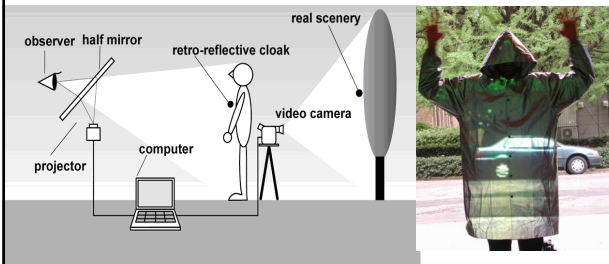 real scenery
observer
half mirror
retro-reflective cloak
video camera
computer
projector